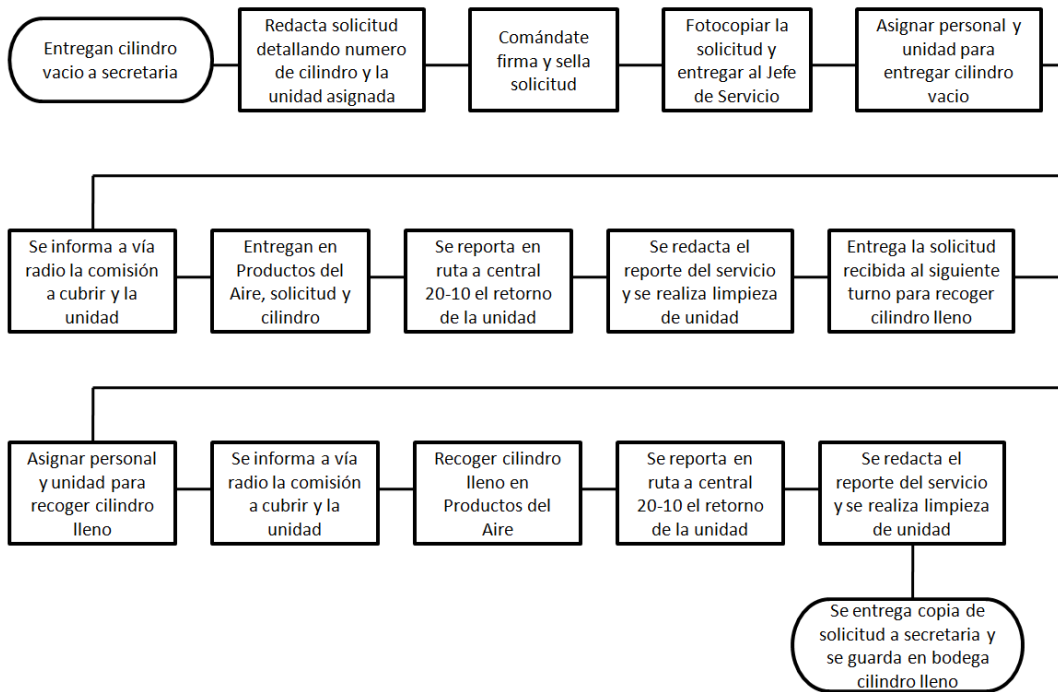 Entregan cilindro
vacio a secretaria
Redacta solicitud
detallando numero
de cilindro y la
unidad asignada
Comándate
firma y sella
solicitud
Fotocopiar la
solicitud y
entregar al Jefe
de Servicio
Asignar personal y
unidad para
entregar cilindro
vacio
Se informa a vía
radio la comisión
a cubrir y la
unidad
Entregan en
Productos del
Aire, solicitud y
cilindro
Se reporta en
ruta a central
20-10 el retorno
de la unidad
Se redacta el
reporte del servicio
y se realiza limpieza
de unidad
Entrega la solicitud
recibida al siguiente
turno para recoger
cilindro lleno
Asignar personal
y unidad para
recoger cilindro
lleno
Se informa a vía
radio la comisión
a cubrir y la
unidad
Recoger cilindro
lleno en
Productos del
Aire
Se reporta en
ruta a central
20-10 el retorno
de la unidad
Se redacta el
reporte del servicio
y se realiza limpieza
de unidad
Se entrega copia de
solicitud a secretaria y
se guarda en bodega
cilindro lleno